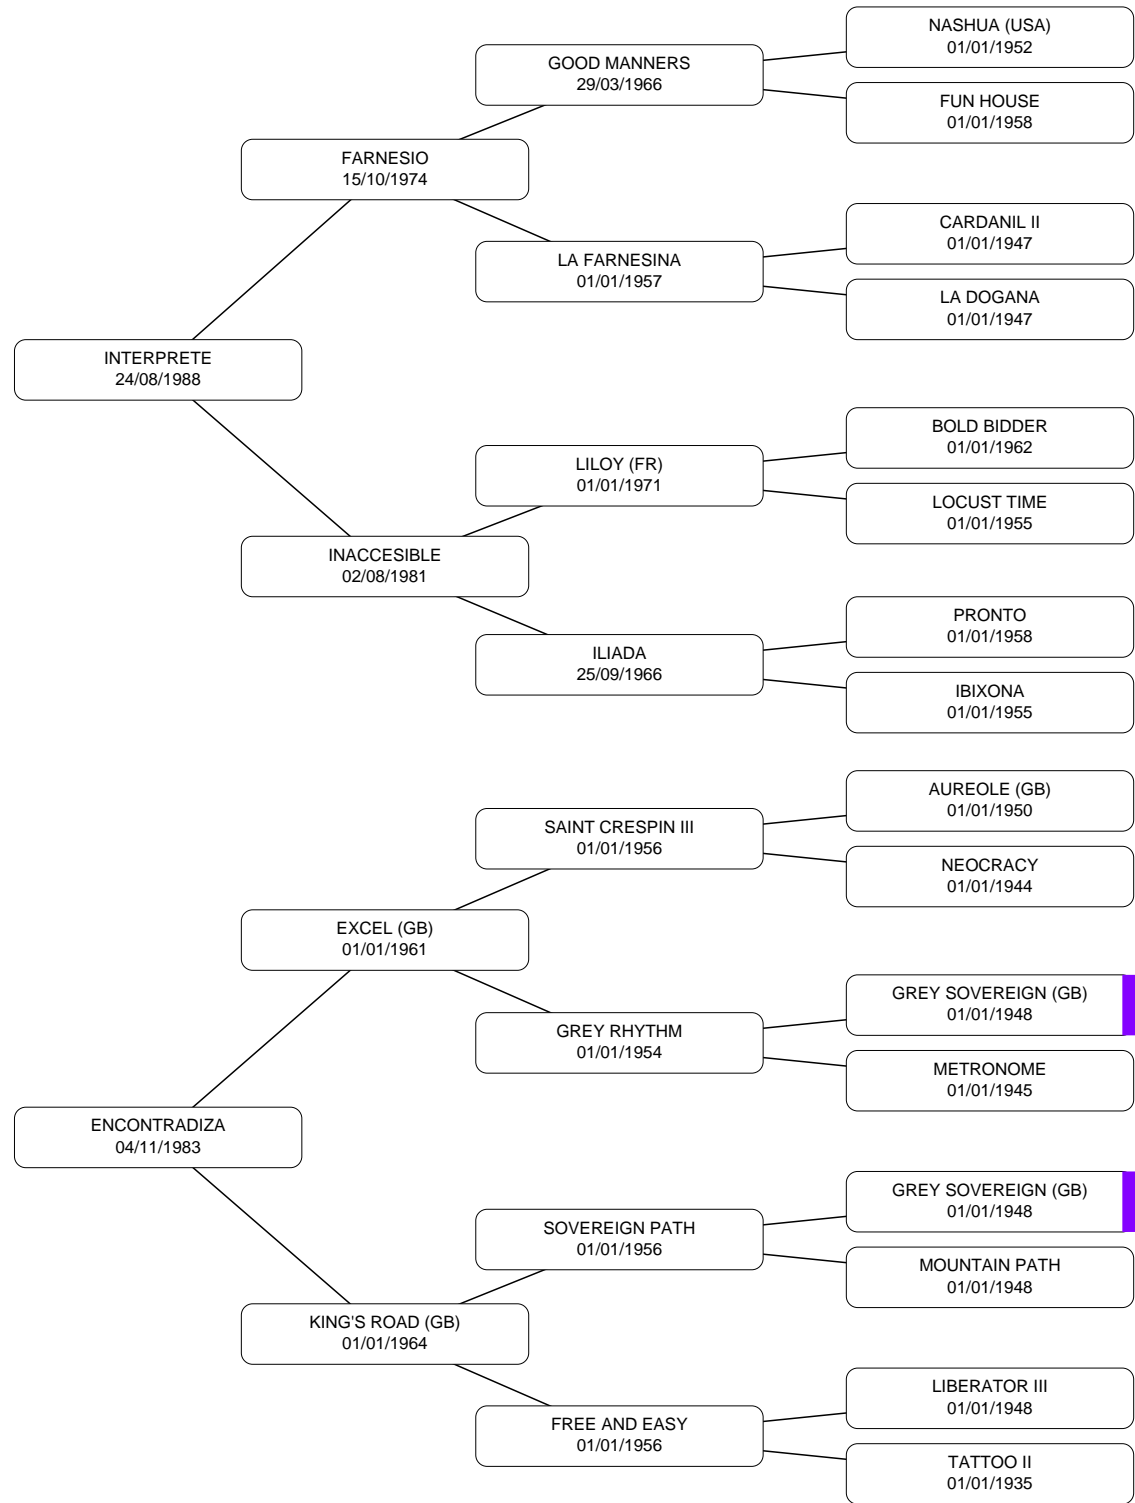 NASHUA (USA)
01/01/1952
GOOD MANNERS
29/03/1966
FUN HOUSE
01/01/1958
FARNESIO
15/10/1974
CARDANIL II
01/01/1947
LA FARNESINA
01/01/1957
LA DOGANA
01/01/1947
INTERPRETE
24/08/1988
BOLD BIDDER
01/01/1962
LILOY (FR)
01/01/1971
LOCUST TIME
01/01/1955
INACCESIBLE
02/08/1981
PRONTO
01/01/1958
ILIADA
25/09/1966
IBIXONA
01/01/1955
AUREOLE (GB)
01/01/1950
SAINT CRESPIN III
01/01/1956
NEOCRACY
01/01/1944
EXCEL (GB)
01/01/1961
GREY SOVEREIGN (GB)
01/01/1948
GREY RHYTHM
01/01/1954
METRONOME
01/01/1945
ENCONTRADIZA
04/11/1983
GREY SOVEREIGN (GB)
01/01/1948
SOVEREIGN PATH
01/01/1956
MOUNTAIN PATH
01/01/1948
KING'S ROAD (GB)
01/01/1964
LIBERATOR III
01/01/1948
FREE AND EASY
01/01/1956
TATTOO II
01/01/1935